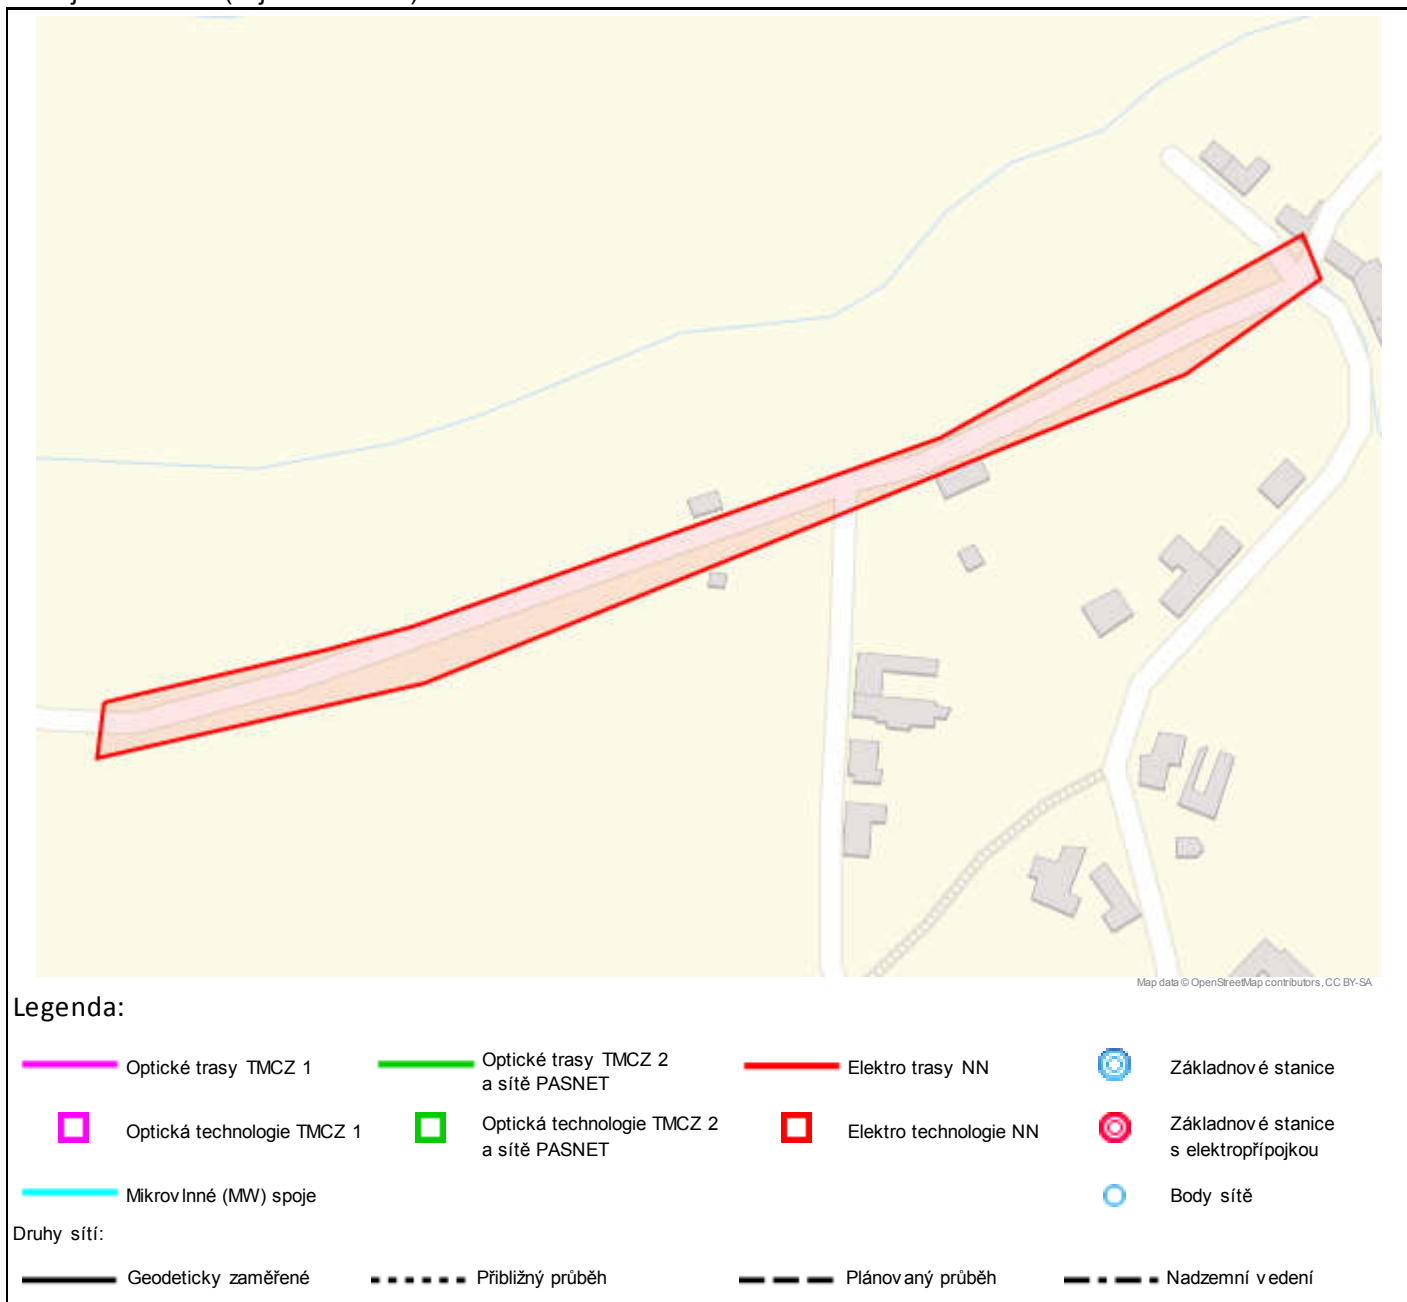 Map data © OpenStreetMap contributors, CC BY-SA
Legenda:
Optické trasy TMCZ 1
Optické trasy TMCZ 2
a sítě PASNET
Elektro trasy NN
Základnové stanice
Optická technologie TMCZ 1
Optická technologie TMCZ 2
a sítě PASNET
Elektro technologie NN
Základnové stanice
s elektropřípojkou
Mikrovlnné (MW) spoje
Body sítě
Druhy sítí:
Geodeticky zaměřené
Přibližný průběh
Plánovaný průběh
Nadzemní vedení